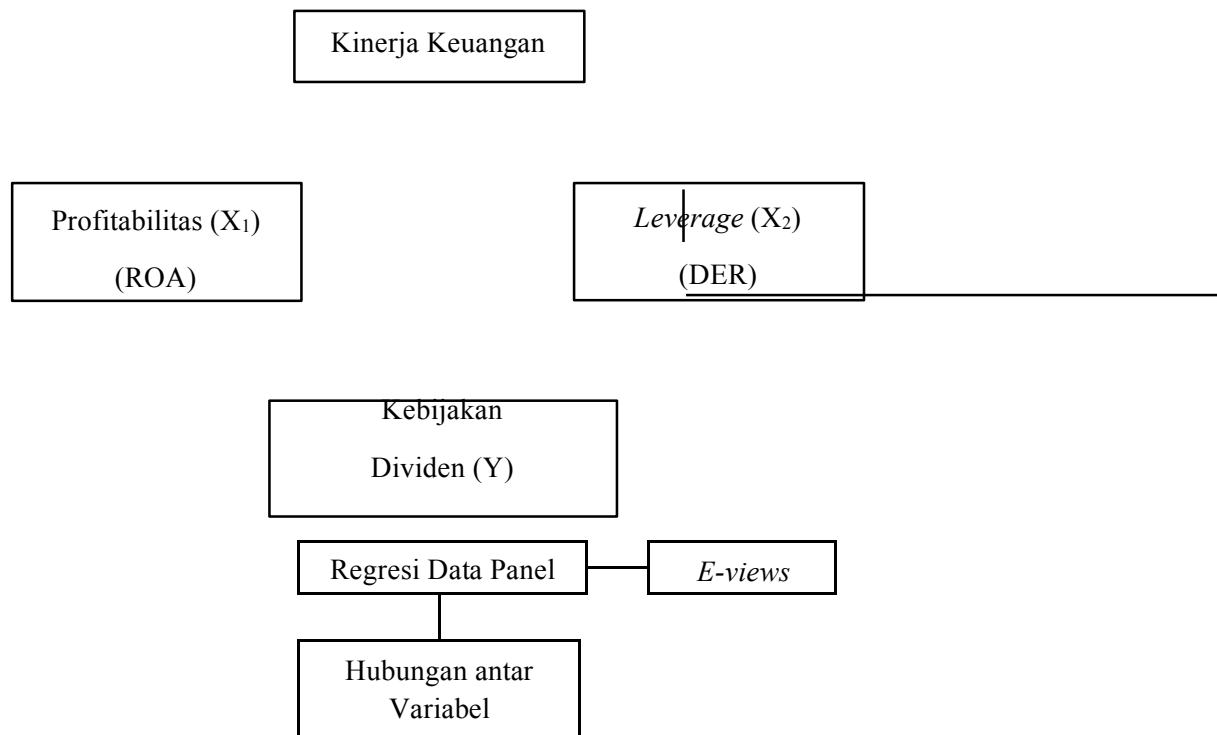 Kinerja Keuangan
Profitabilitas (X₁)
(ROA)
Leverage (X₂)
(DER)
Kebijakan
Dividen (Y)
Regresi Data Panel
E-views
Hubungan antar
Variabel